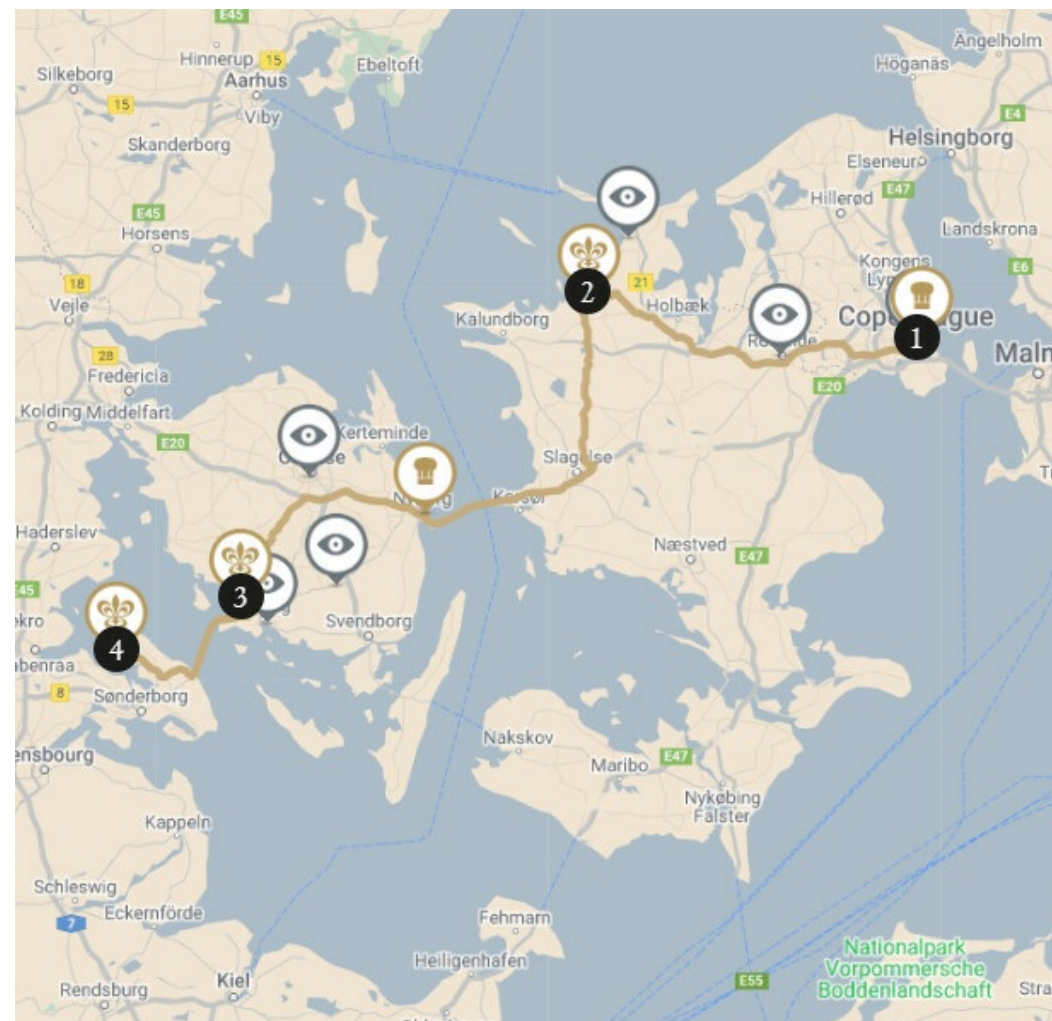 E45
Hinnerup
15
Ebeltoft
Ängelholm
Silkeborg
Aarhus
Höganäs
15
Viby
E4
Skanderborg
Helsingborg
Elseneur
E47
Hillerød
E45
Landskrona
Horsens
Kongens
E6
18
21
Vejle
Holbæk
2
Kalundborg
1
28
Malm
Fredericia
E20
Kolding
Middelfart
Kerteminde
E20
Slagelse
Korsør
Haderslev
Næstved
E47
E45
3
Svendborg
4
8
Sønderborg
ensbourg
Nakskov
Maribo
E47
Nykøbing
Falster
Kappeln
Schleswig
7
Eckernförde
Fehmarn
Nationalpark
Vorpommersche
Boddenlandschaft
Heiligenhafen
Kiel
E55
Rendsburg
Stra